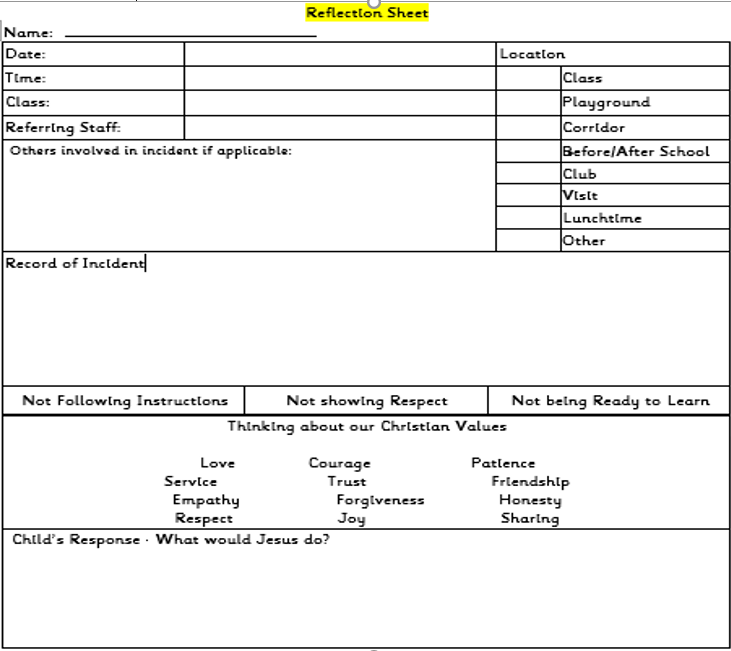 Reflection Sheet
Name:
Date:
Location
Time:
Class
Class:
Playground
Referring Staff:
Corridor
Others involved in incident if applicable:
Before/After School
Club
Visit
Lunchtime
Other
Record of Incident
Not Following Instructions
Not showing Respect
Not being Ready to Learn
Thinking about our Christian Values
Love Courage Patience
Service Trust Friendship
Empathy Forgiveness Honesty
Respect Joy Sharing
Child's Response - What would Jesus do?